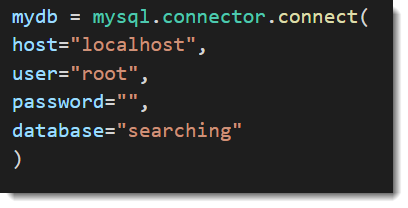 mydb = mysql.connector.connect(
host="localhost",
user="root",
password="",
database="searching"
)